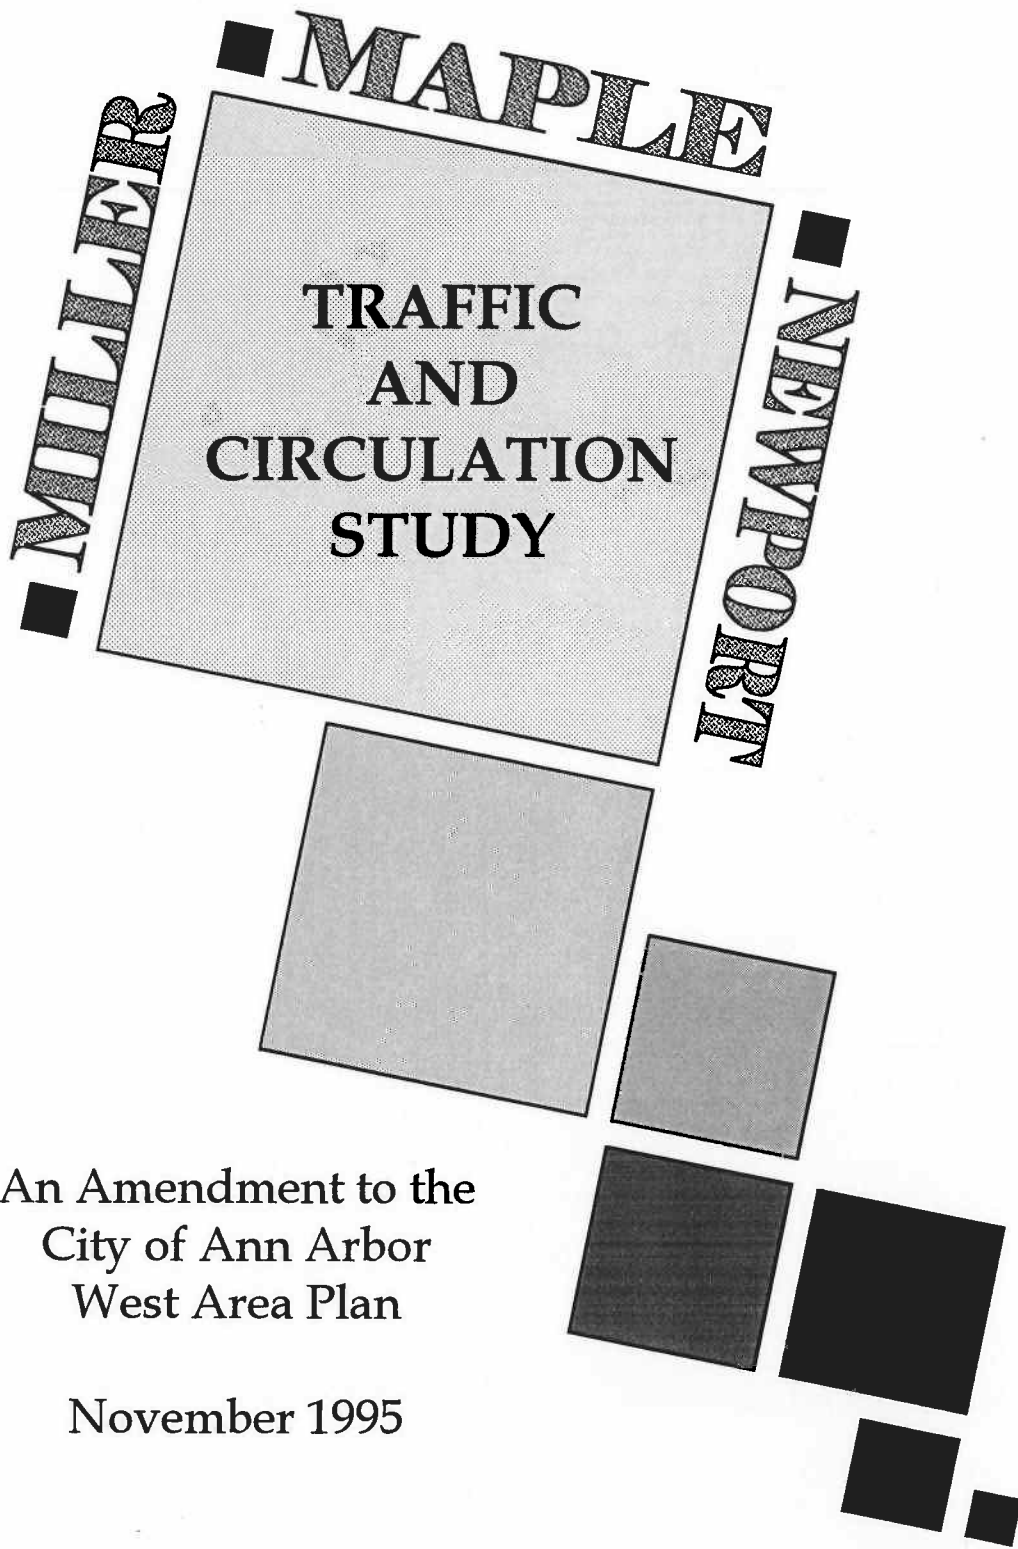 MILLER
MAPLE
NEWPORT
TRAFFIC
AND
CIRCULATION
STUDY
An Amendment to the
City of Ann Arbor
West Area Plan
November 1995